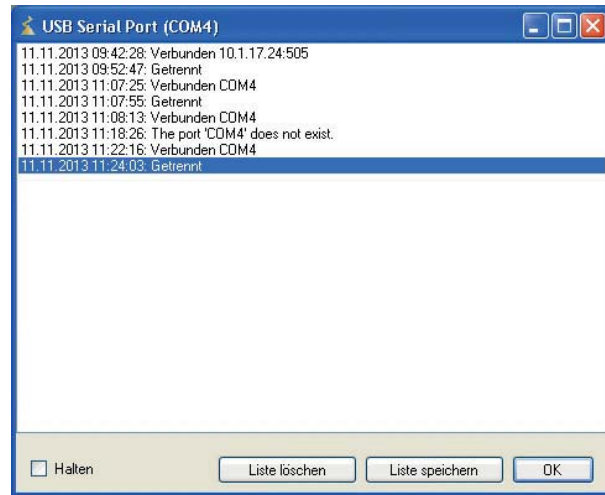 USB Serial Port (COM4)
11.11.2013 09:42:28: Verbunden 10.1.17.24:505
11.11.2013 09:52:47: Getrennt
11.11.2013 11:07:25: Verbunden COM4
11.11.2013 11:07:55: Getrennt
11.11.2013 11:08:13: Verbunden COM4
11.11.2013 11:18:26: The port 'COM4' does not exist.
11.11.2013 11:22:16: Verbunden COM4
11.11.2013 11:24:03: Getrennt
Halten
Liste löschen
Liste speichern
OK